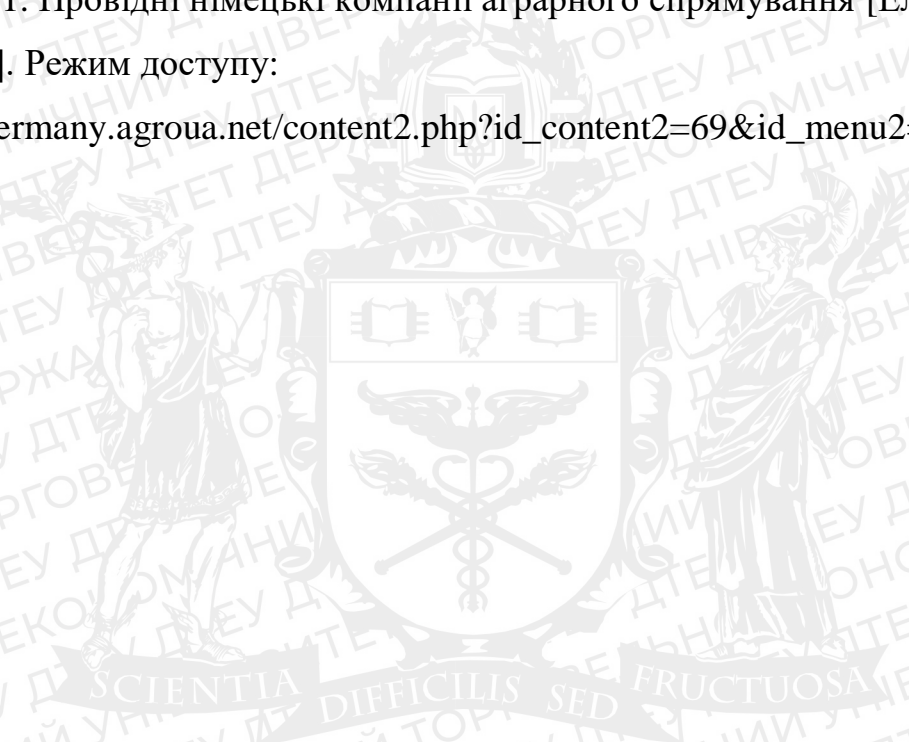 1. Провідні німецькі компанії аграрного спрямування [Ел
]. Режим доступу:
ermany.agroua.net/content2.php?id_content2=69&id_menu2=
SCIENTIA DIFFICILIS SED FRUCTUOSA